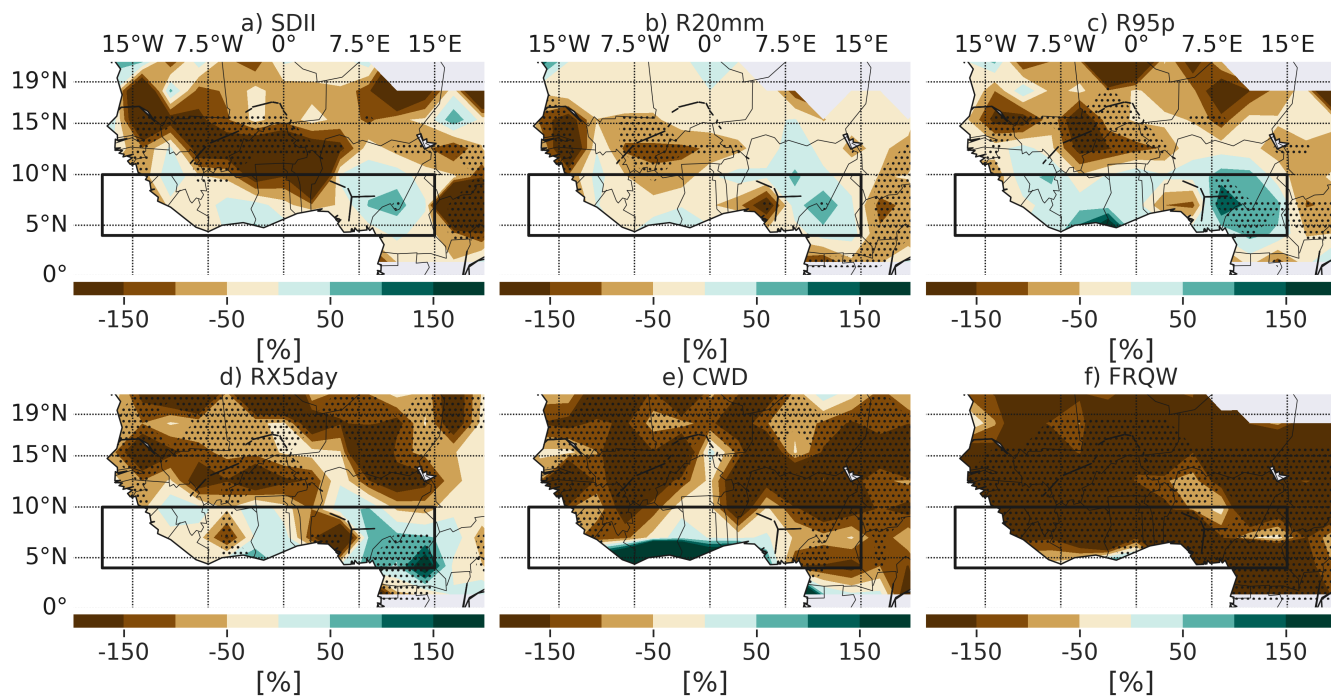 a) SDII b) R20mm c) R95p
15°W 7.5°W 0° 7.5°E 15°E 15°W 7.5°W 0° 7.5°E 15°E 15°W 7.5°W 0° 7.5°E 15°E
19°N
15°N
10°N
5°N
0°
-150 -50 50 150 -150 -50 50 150 -150 -50 50 150
[%] [%] [%]
d) RX5day e) CWD f) FRQW
19°N
15°N
10°N
5°N
0°
-150 -50 50 150 -150 -50 50 150 -150 -50 50 150
[%] [%] [%]